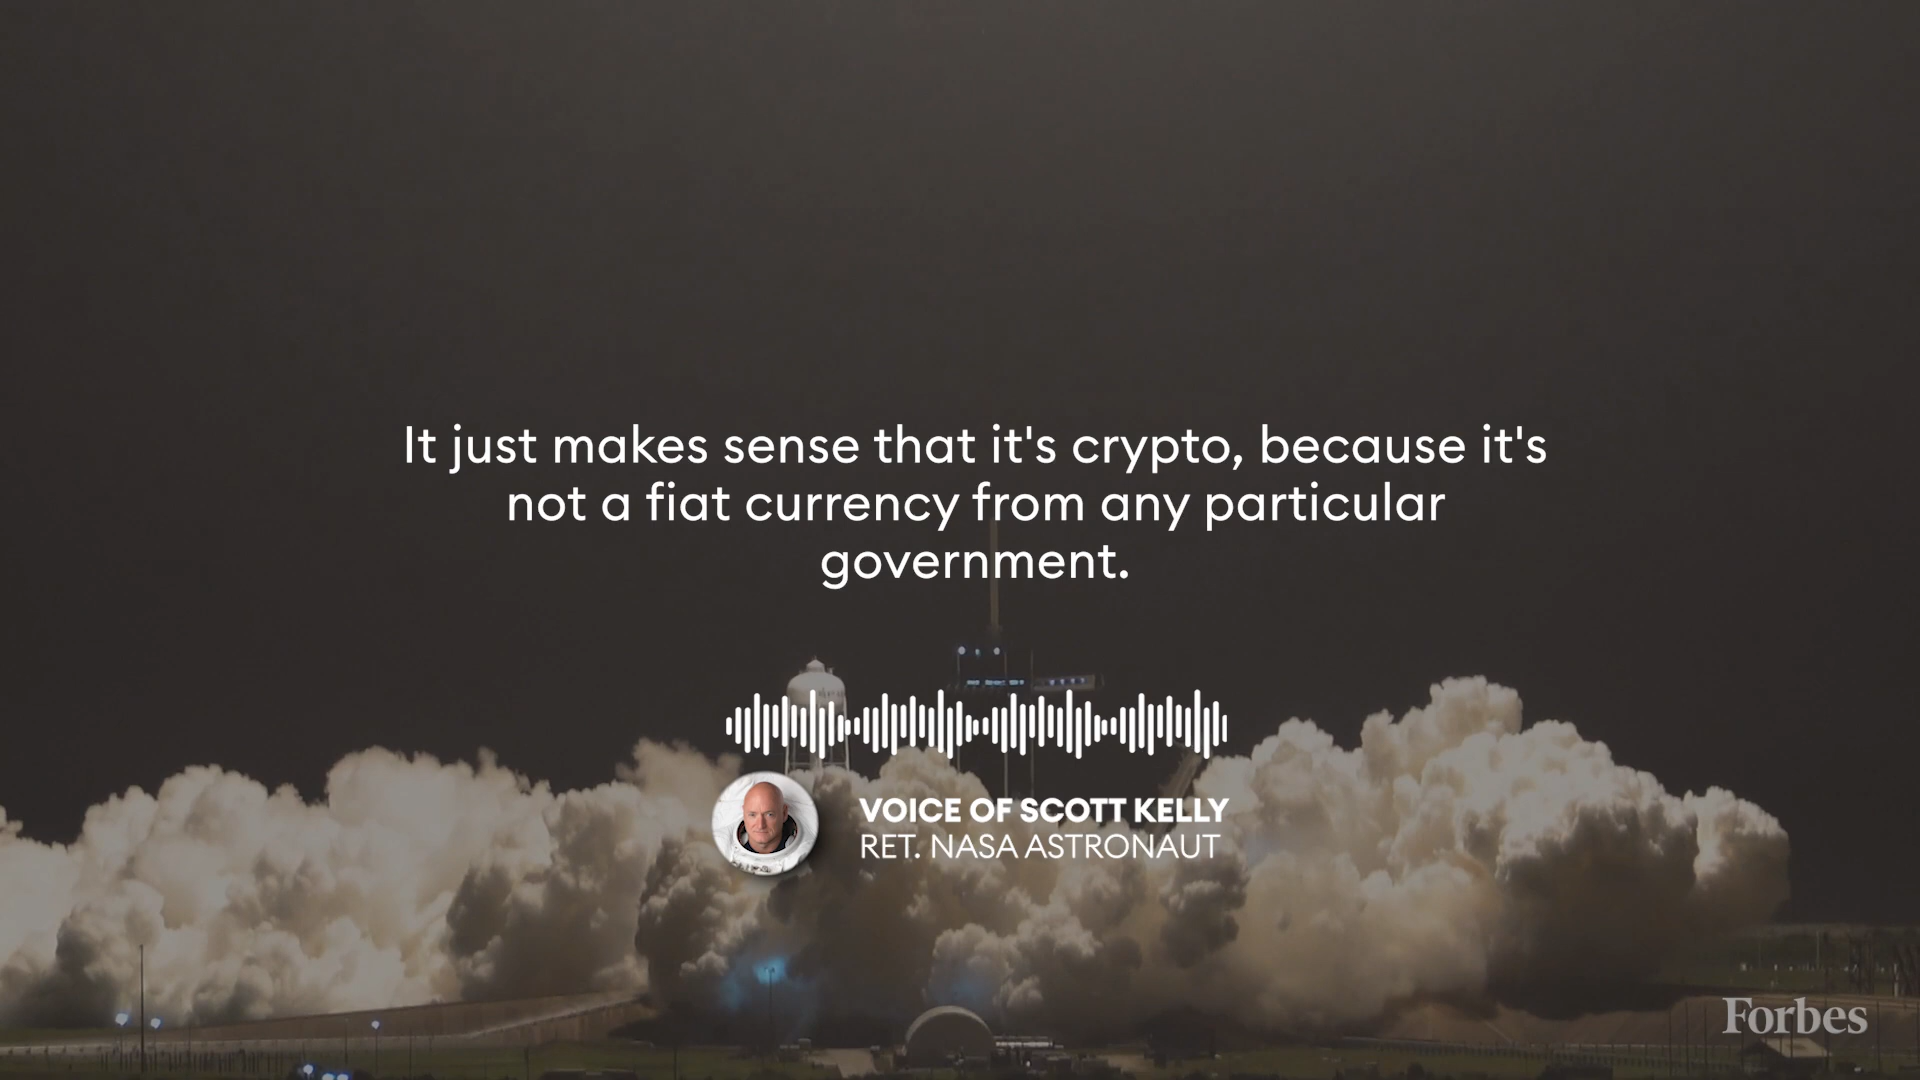 It just makes sense that it's crypto, because it's
not a fiat currency from any particular
government.
VOICE OF SCOTT KELLY
RET. NASA ASTRONAUT
Forbes